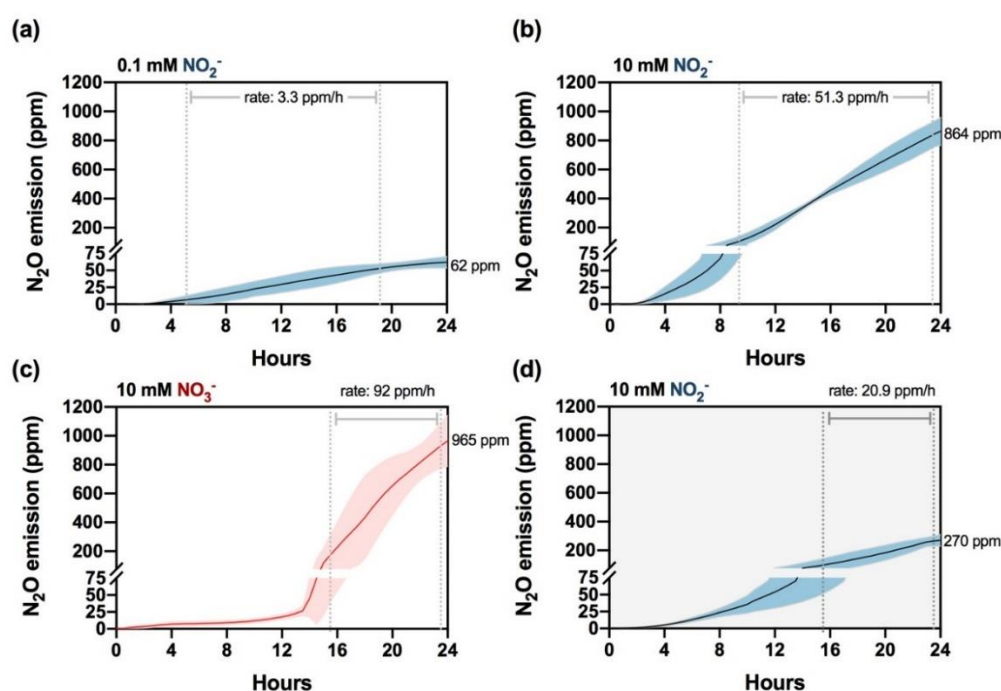 (a)
0.1 mM NO₂⁻
N₂O emission (ppm)
1200
1000
800
600
400
200
75
50
25
0
rate: 3.3 ppm/h
62 ppm
0 4 8 12 16 20 24
Hours
(b)
10 mM NO₂⁻
N₂O emission (ppm)
1200
1000
800
600
400
200
75
50
25
0
rate: 51.3 ppm/h
864 ppm
0 4 8 12 16 20 24
Hours
(c)
10 mM NO₃⁻
rate: 92 ppm/h
N₂O emission (ppm)
1200
1000
800
600
400
200
75
50
25
0
965 ppm
0 4 8 12 16 20 24
Hours
(d)
10 mM NO₂⁻
rate: 20.9 ppm/h
N₂O emission (ppm)
1200
1000
800
600
400
200
75
50
25
0
270 ppm
0 4 8 12 16 20 24
Hours